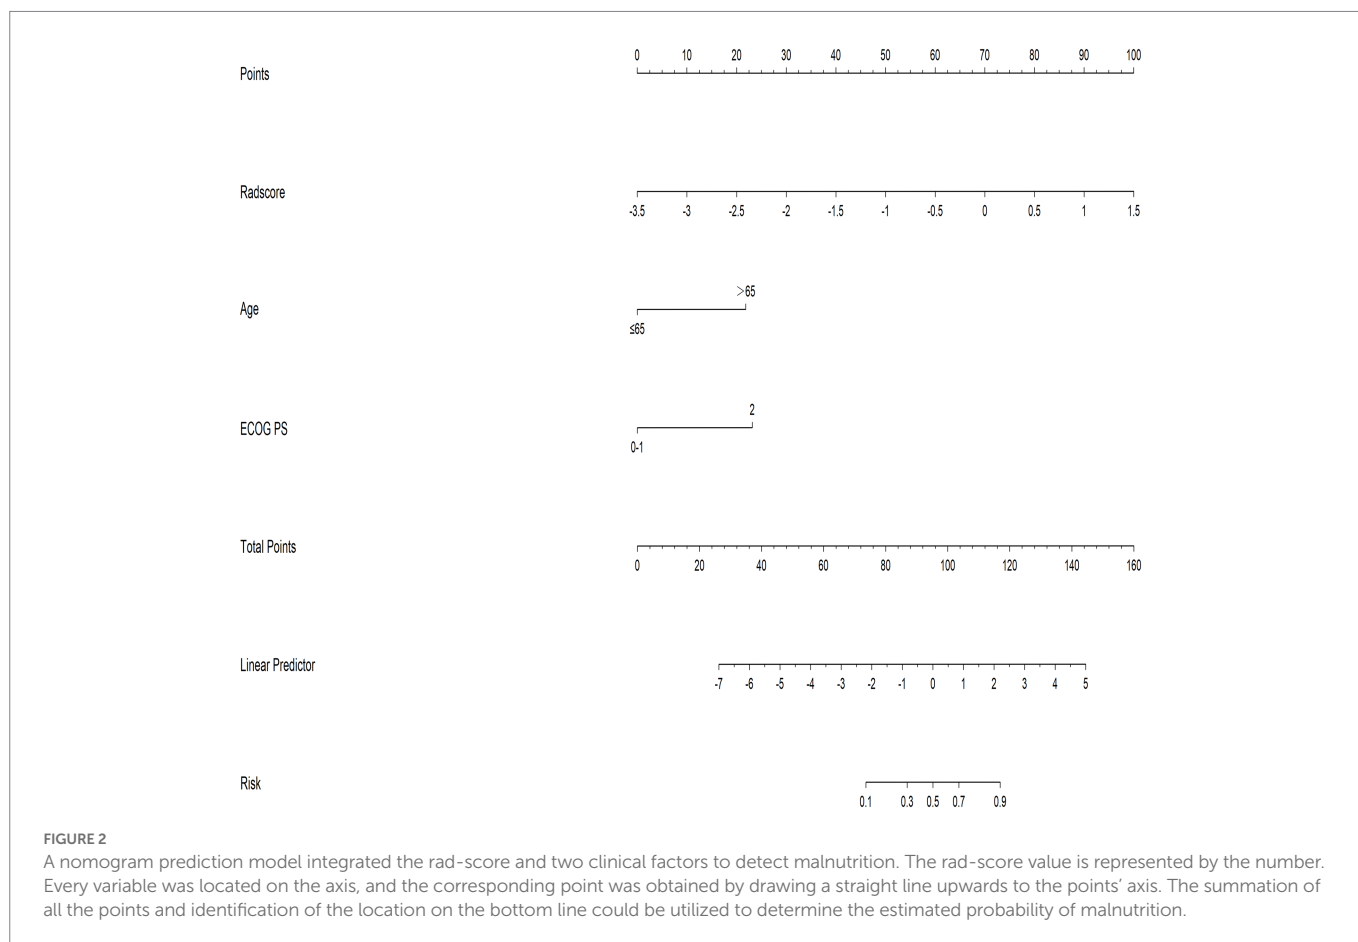 0 10 20 30 40 50 60 70 80 90 100
Points
Radscore
-3.5 -3 -2.5 -2 -1.5 -1 -0.5 0 0.5 1 1.5
>65
Age
≤65
2
ECOG PS
0-1
Total Points
0 20 40 60 80 100 120 140 160
Linear Predictor
-7 -6 -5 -4 -3 -2 -1 0 1 2 3 4 5
Risk
0.1 0.3 0.5 0.7 0.9
FIGURE 2
A nomogram prediction model integrated the rad-score and two clinical factors to detect malnutrition. The rad-score value is represented by the number.
Every variable was located on the axis, and the corresponding point was obtained by drawing a straight line upwards to the points’ axis. The summation of
all the points and identification of the location on the bottom line could be utilized to determine the estimated probability of malnutrition.